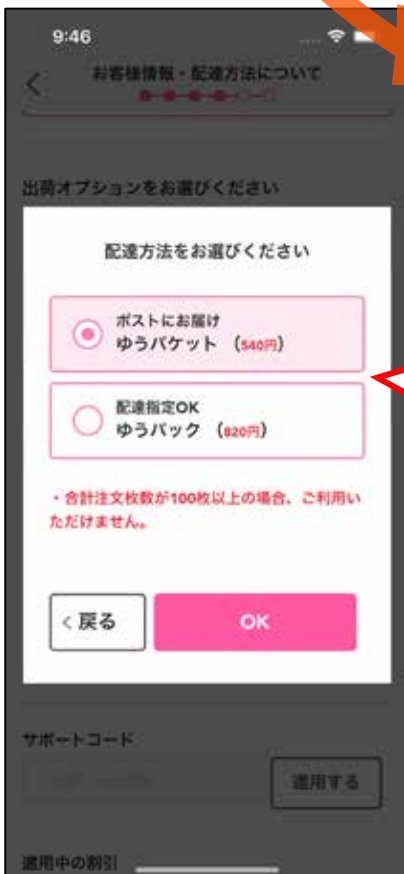 9:46
お客様情報・配達方法について
出荷オプションをお選びください
配達方法をお選びください
ポストにお届け
ゆうパケット (540円)
配達指定OK
ゆうパック (820円)
・合計注文枚数が100枚以上の場合、ご利用い
ただけません。
< 戻る
OK
サポートコード
適用する
適用中の割引